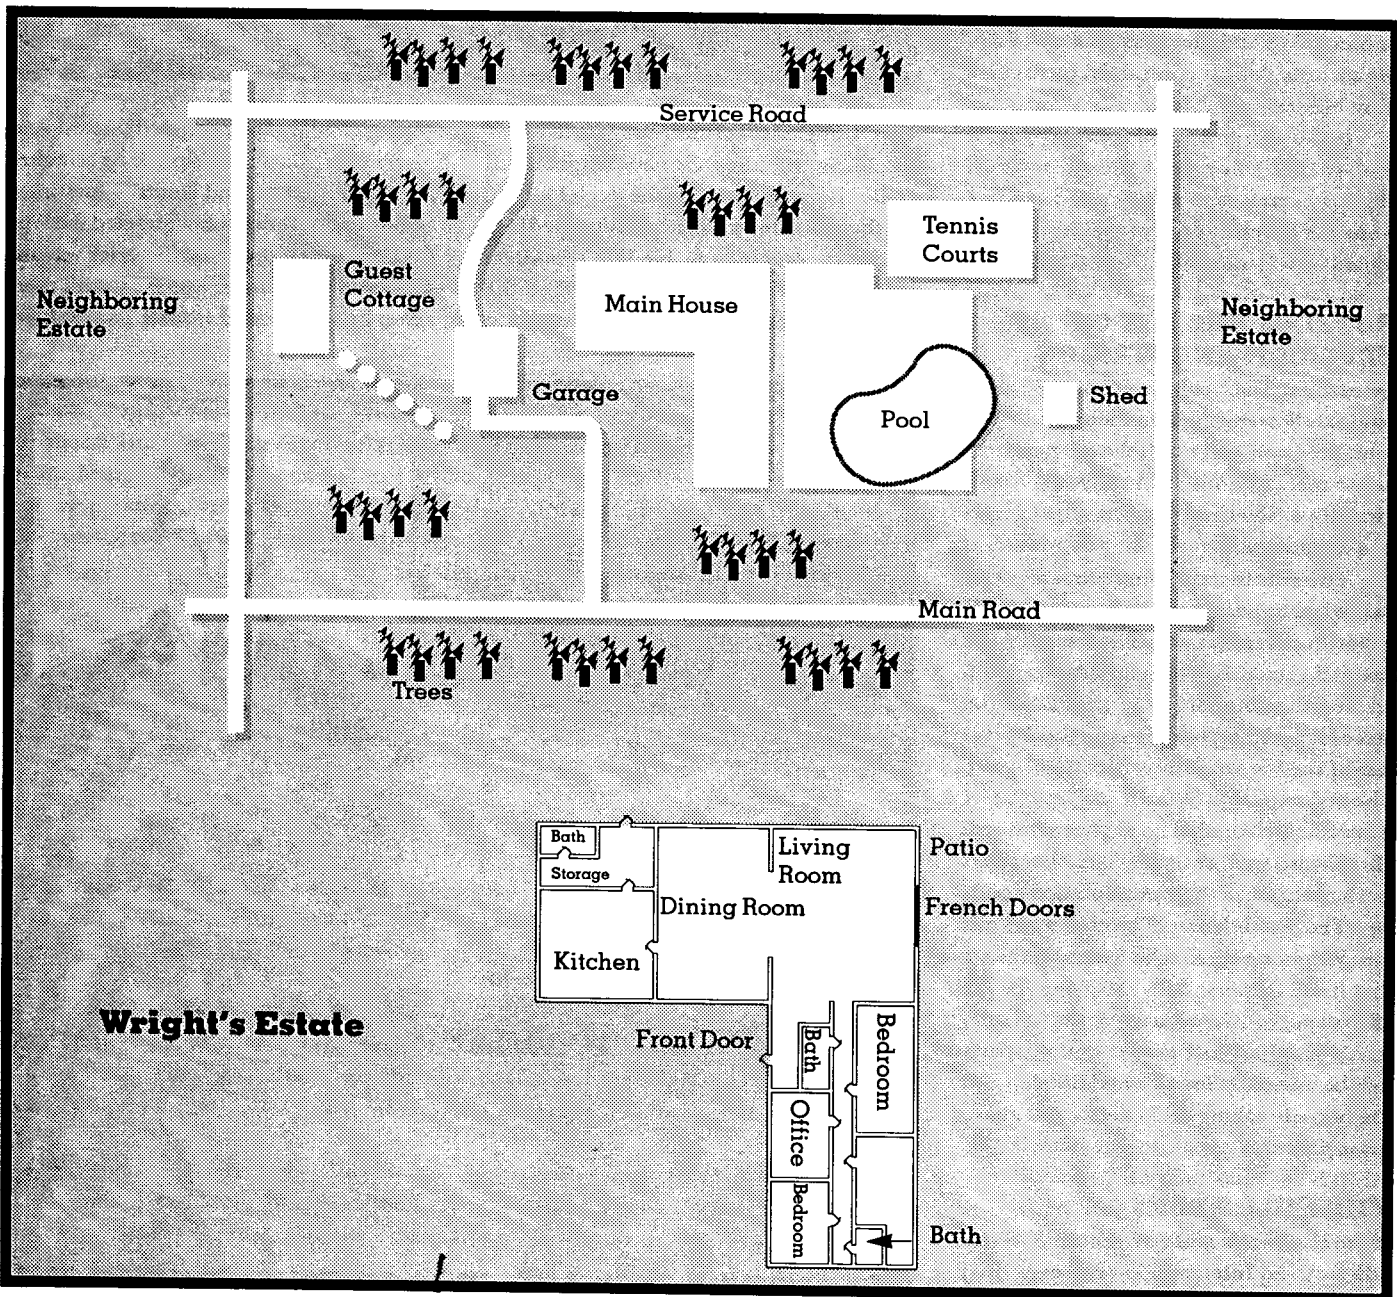 Service Road
Tennis
Courts
Guest
Cottage
Neighboring
Estate
Main House
Neighboring
Estate
Garage
Shed
Pool
Main Road
Trees
Bath
Living
Room
Patio
Storage
Dining Room
French Doors
Kitchen
Wright's Estate
Front Door
Bath
Bedroom
Office
Bedroom
Bath